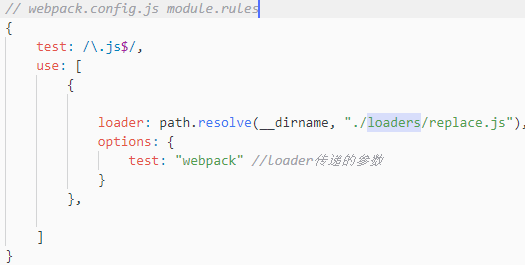 // webpack.config.js module.rules
{
    test: /\.js$/,
    use: [
        {
            loader: path.resolve(__dirname, "./loaders/replace.js"),
            options: {
                test: "webpack" //loader传递的参数
            }
        },
    ]
}